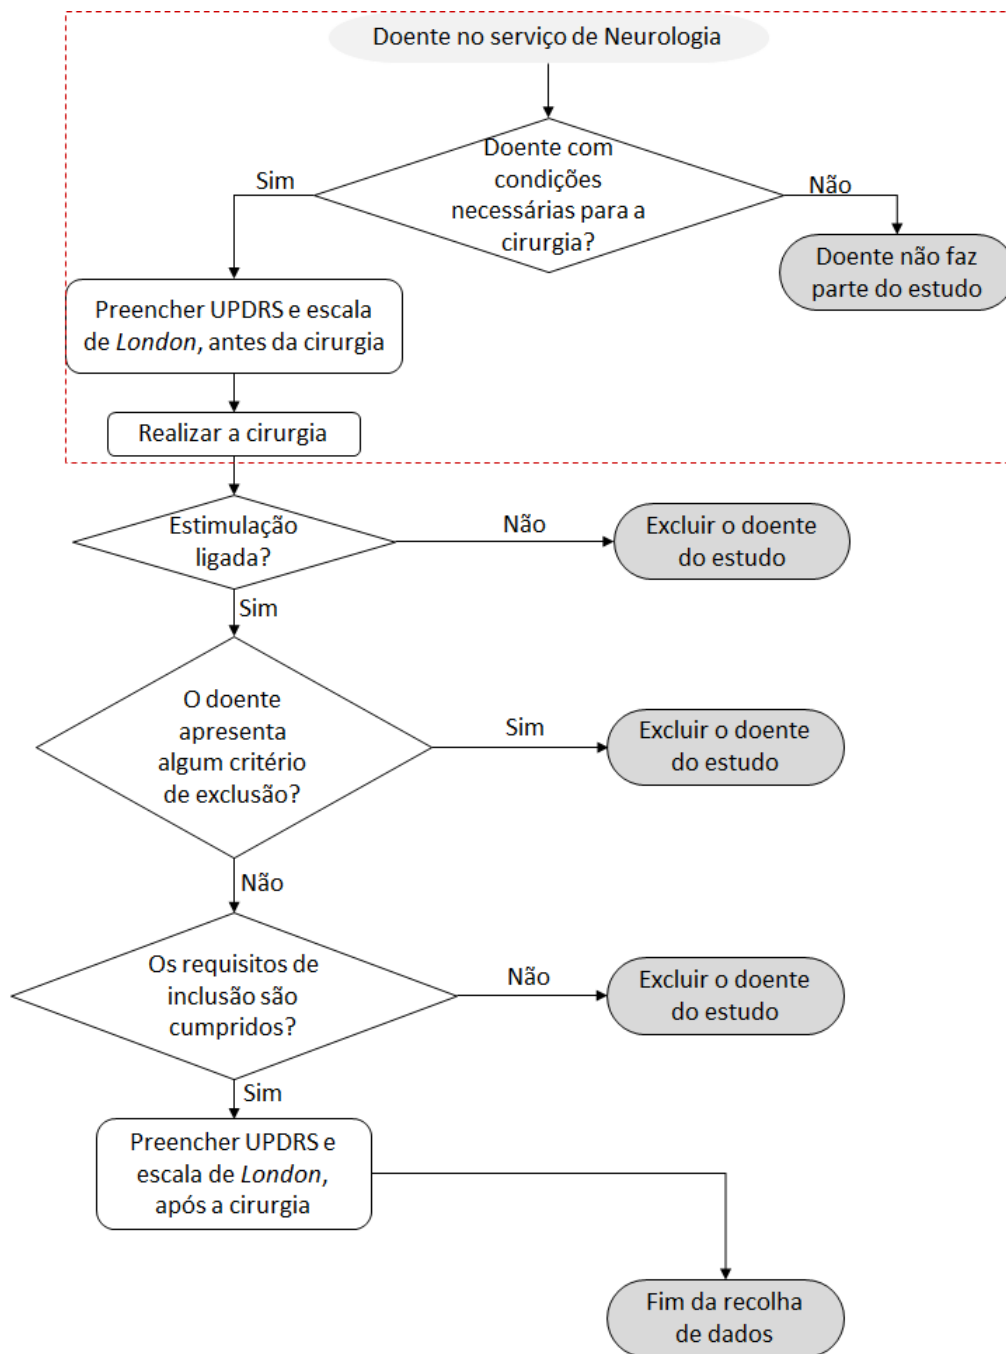 Doente no serviço de Neurologia
Doente com
condições
necessárias para a
cirurgia?
Sim
Não
Doente não faz
parte do estudo
Preencher UPDRS e escala
de London, antes da cirurgia
Realizar a cirurgia
Estimulação
ligada?
Não
Excluir o doente
do estudo
Sim
O doente
apresenta
algum critério
de exclusão?
Sim
Excluir o doente
do estudo
Não
Os requisitos de
inclusão são
cumpridos?
Não
Excluir o doente
do estudo
Sim
Preencher UPDRS e
escala de London,
após a cirurgia
Fim da recolha
de dados